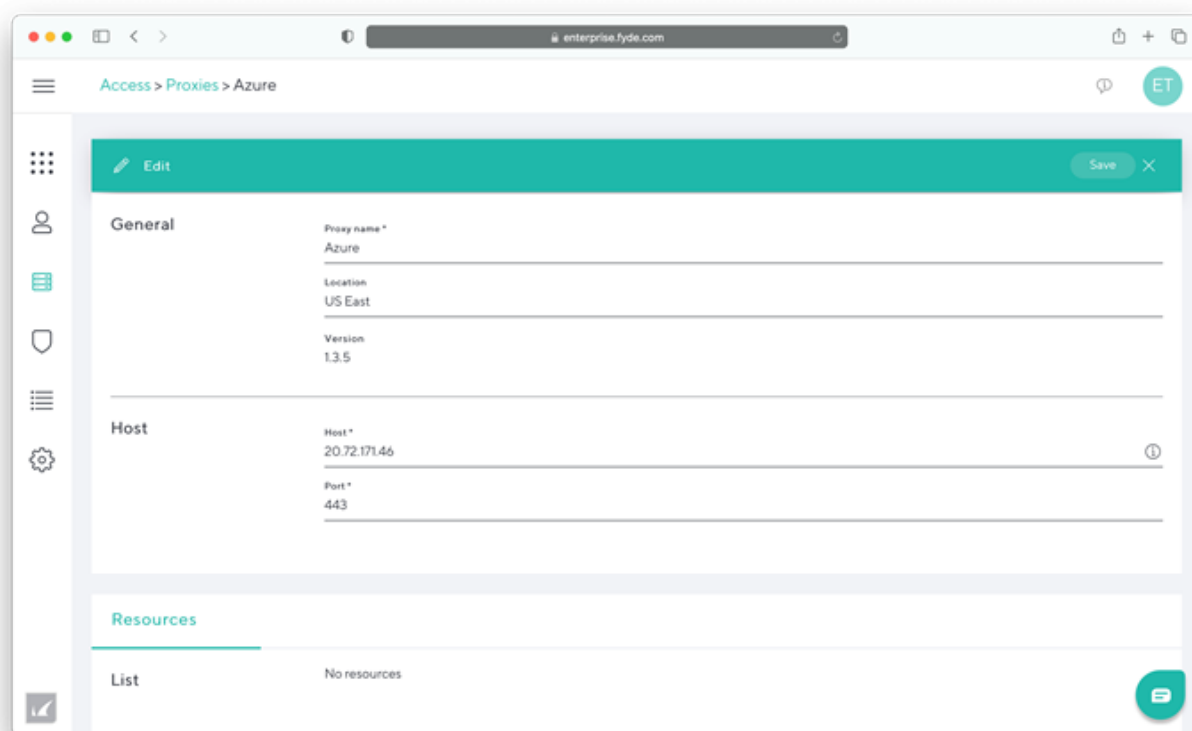 enterprise.fyde.com
Access > Proxies > Azure
ET
Edit
Save
General
Proxy name *
Azure
Location
US East
Version
1.3.5
Host
Host *
20.72.171.46
Port *
443
Resources
List
No resources